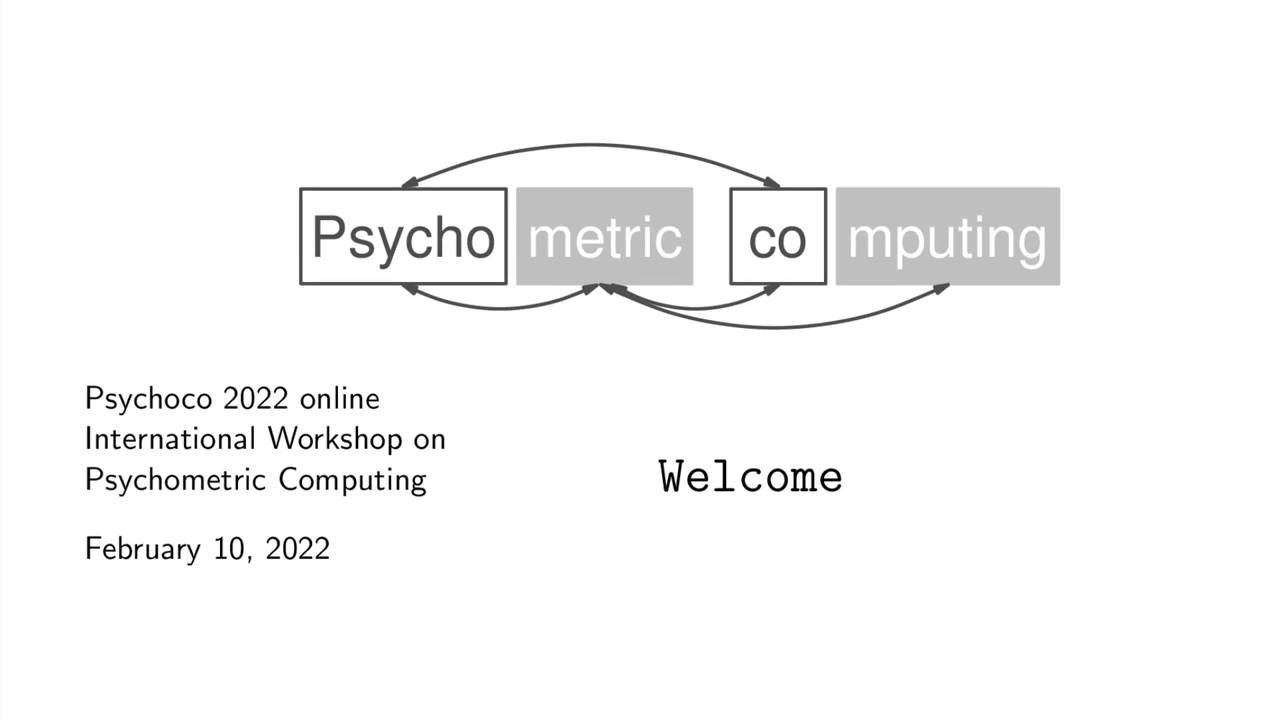 Psycho metric co mputing
Psychoco 2022 online
International Workshop on
Psychometric Computing
Welcome
February 10, 2022